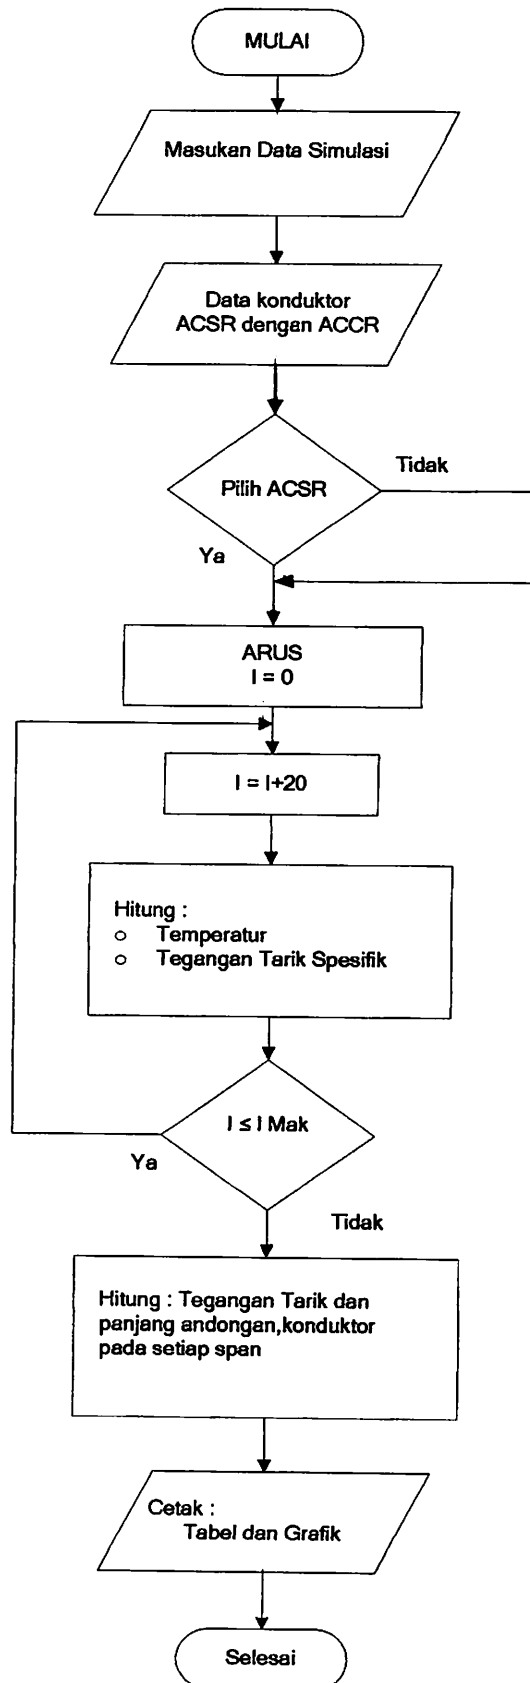 MULAI
Masukan Data Simulasi
Data konduktor
ACSR dengan ACCR
Pilih ACSR
Tidak
Ya
ARUS
I = 0
I = I+20
Hitung :
o Temperatur
o Tegangan Tarik Spesifik
I ≤ I Mak
Ya
Tidak
Hitung : Tegangan Tarik dan
panjang andongan,konduktor
pada setiap span
Cetak :
Tabel dan Grafik
Selesai